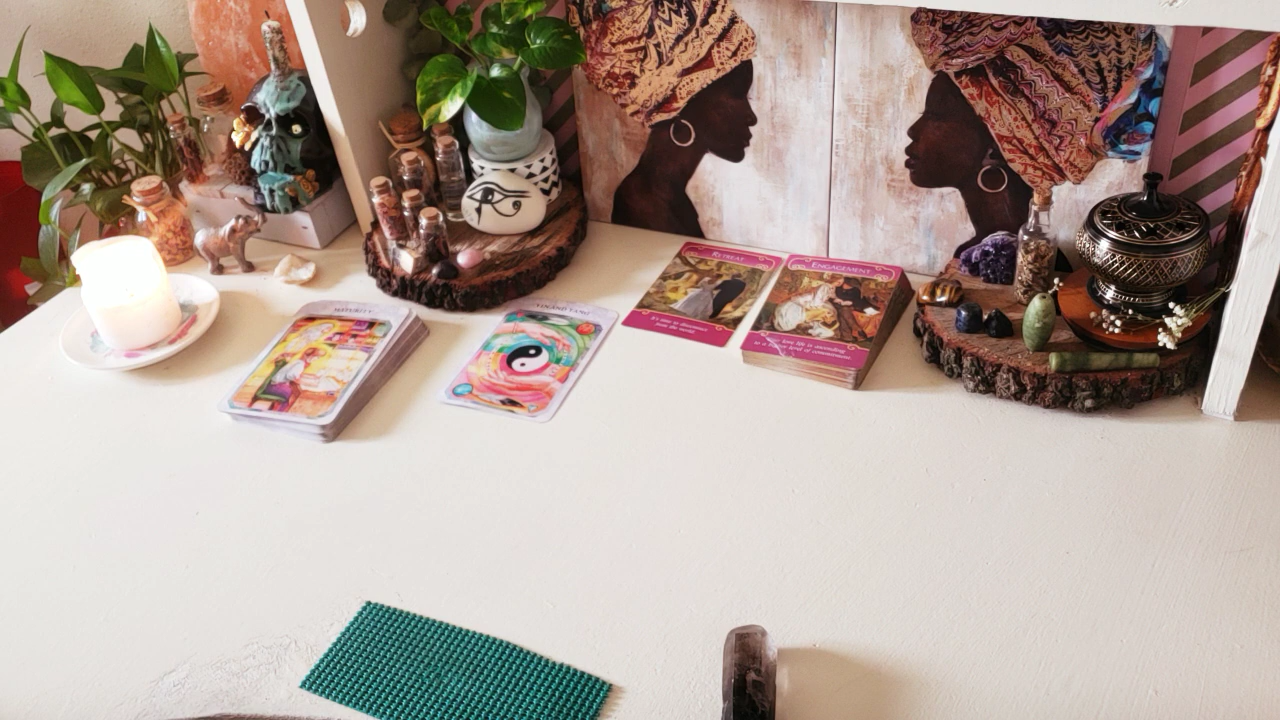 MATURITY
YIN AND YANG
RETREAT
It's time to disconnect
from the world.
ENGAGEMENT
Your love life is ascending
to a higher level of commitment.